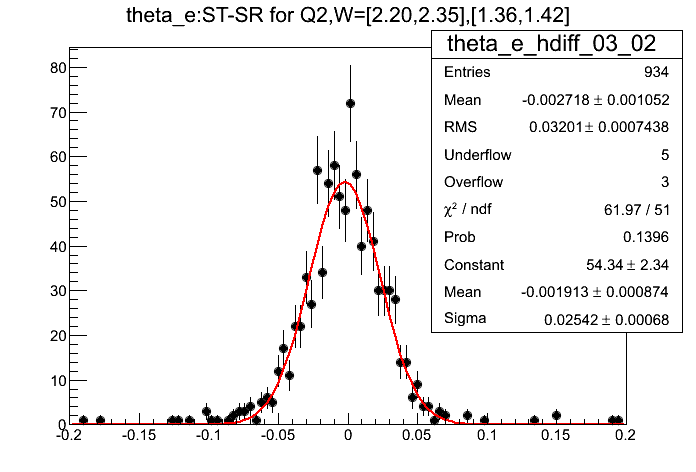 theta_e:ST-SR for Q2,W=[2.20,2.35],[1.36,1.42]
theta_e_hdiff_03_02
Entries 934
Mean -0.002718 ± 0.001052
RMS 0.03201 ± 0.0007438
Underflow 5
Overflow 3
χ² / ndf 61.97 / 51
Prob 0.1396
Constant 54.34 ± 2.34
Mean -0.001913 ± 0.000874
Sigma 0.02542 ± 0.00068
80
70
60
50
40
30
20
10
0
-0.2 -0.15 -0.1 -0.05 0 0.05 0.1 0.15 0.2